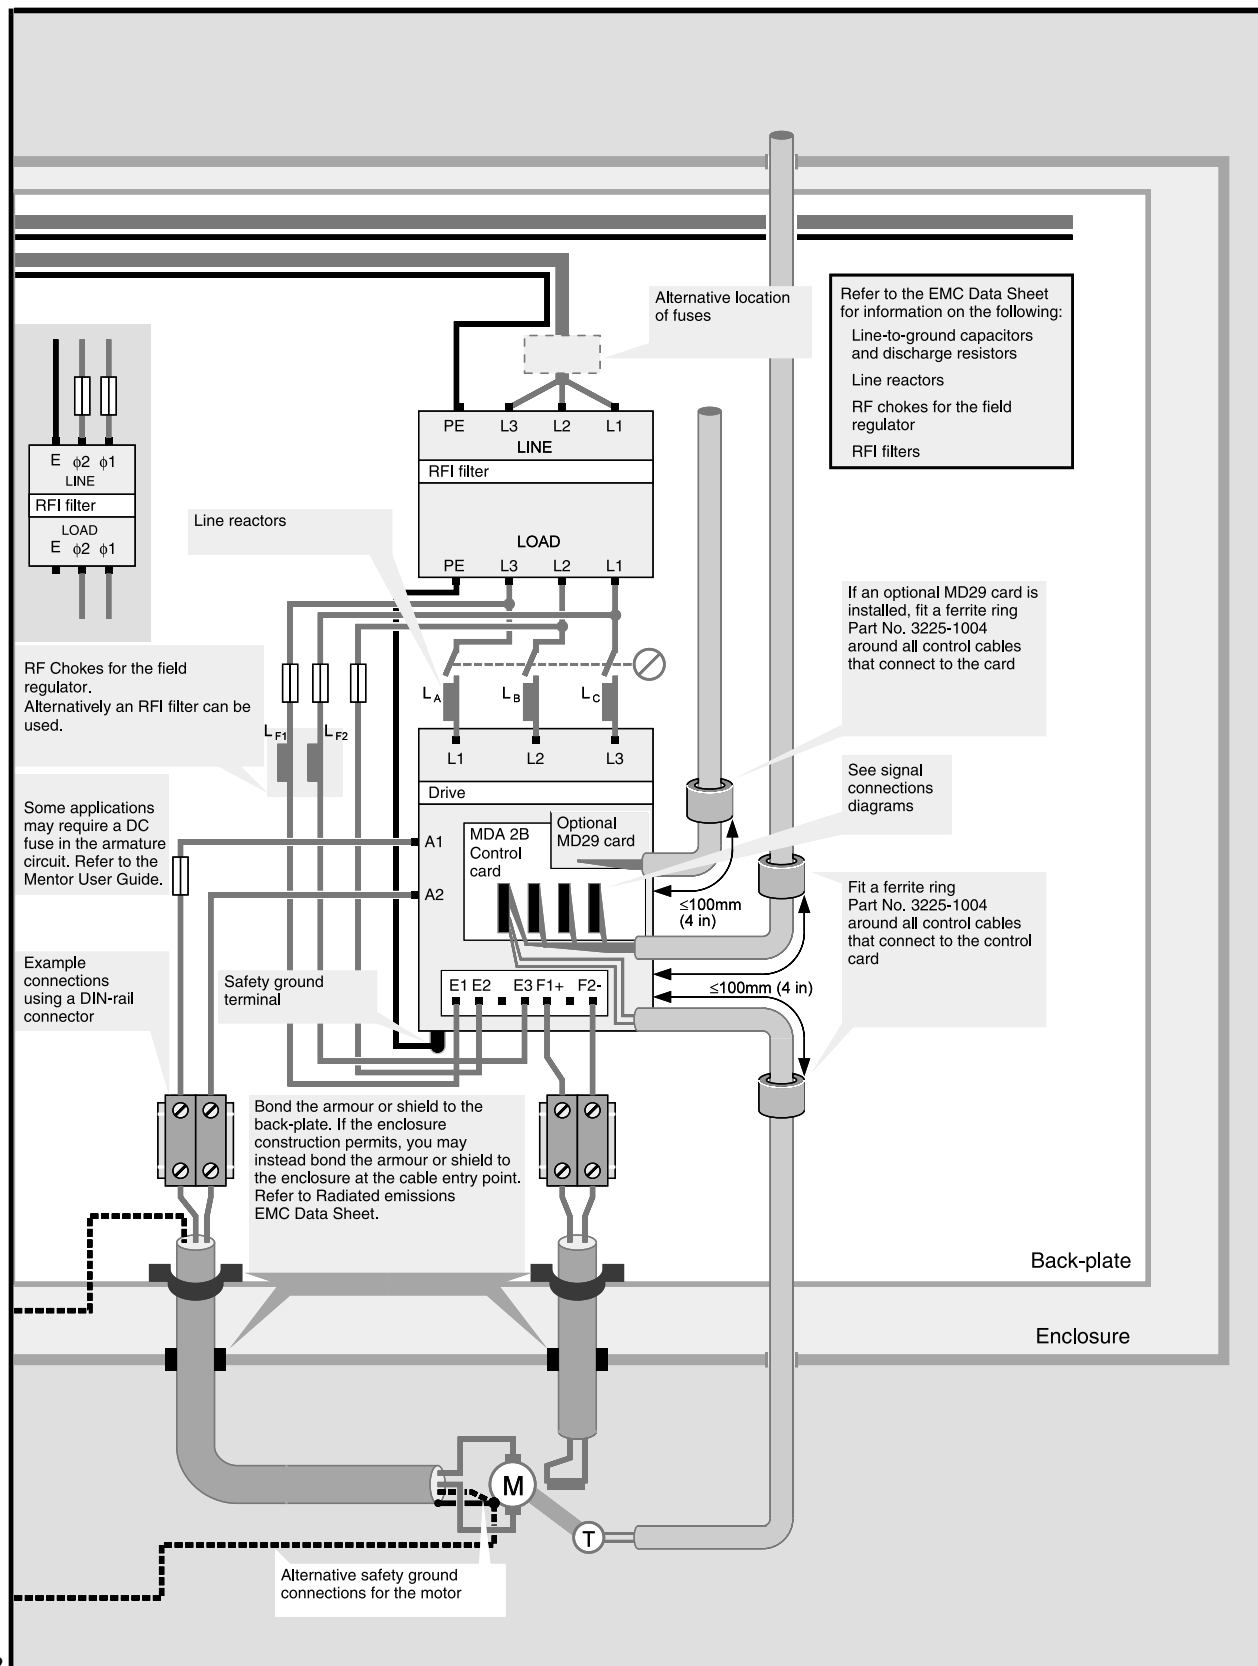 Alternative location
of fuses
Refer to the EMC Data Sheet
for information on the following:
Line-to-ground capacitors
and discharge resistors
Line reactors
RF chokes for the field
regulator
RFI filters
PE L3 L2 L1
LINE
RFI filter
LOAD
PE L3 L2 L1
E ϕ2 ϕ1
LINE
RFI filter
LOAD
E ϕ2 ϕ1
Line reactors
If an optional MD29 card is
installed, fit a ferrite ring
Part No. 3225-1004
around all control cables
that connect to the card
RF Chokes for the field
regulator.
Alternatively an RFI filter can be
used.
LF1 LF2
LA LB LC
L1 L2 L3
Drive
See signal
connections
diagrams
Some applications
may require a DC
fuse in the armature
circuit. Refer to the
Mentor User Guide.
A1
A2
MDA 2B
Control
card
Optional
MD29 card
≤100mm
(4 in)
Fit a ferrite ring
Part No. 3225-1004
around all control cables
that connect to the control
card
Example
connections
using a DIN-rail
connector
Safety ground
terminal
E1 E2 E3 F1+ F2-
≤100mm (4 in)
Bond the armour or shield to the
back-plate. If the enclosure
construction permits, you may
instead bond the armour or shield to
the enclosure at the cable entry point.
Refer to Radiated emissions
EMC Data Sheet.
Back-plate
Enclosure
M
T
Alternative safety ground
connections for the motor